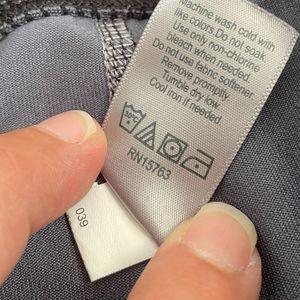 Machine wash cold with
like colors.Do not soak.
Use only non-chlorine
bleach when needed.
Do not use fabric softener.
Remove promptly.
Tumble dry low.
Cool iron if needed.
RN15763
039